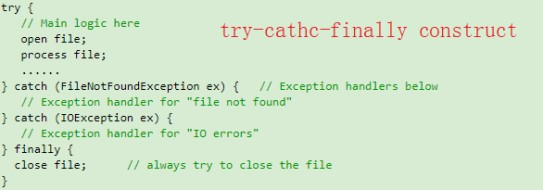 try {
// Main logic here
open file;
try-cathc-finally construct
process file;
......
} catch (FileNotFoundException ex) { // Exception handlers below
// Exception handler for "file not found"
} catch (IOException ex) {
// Exception handler for "IO errors"
} finally {
close file; // always try to close the file
}